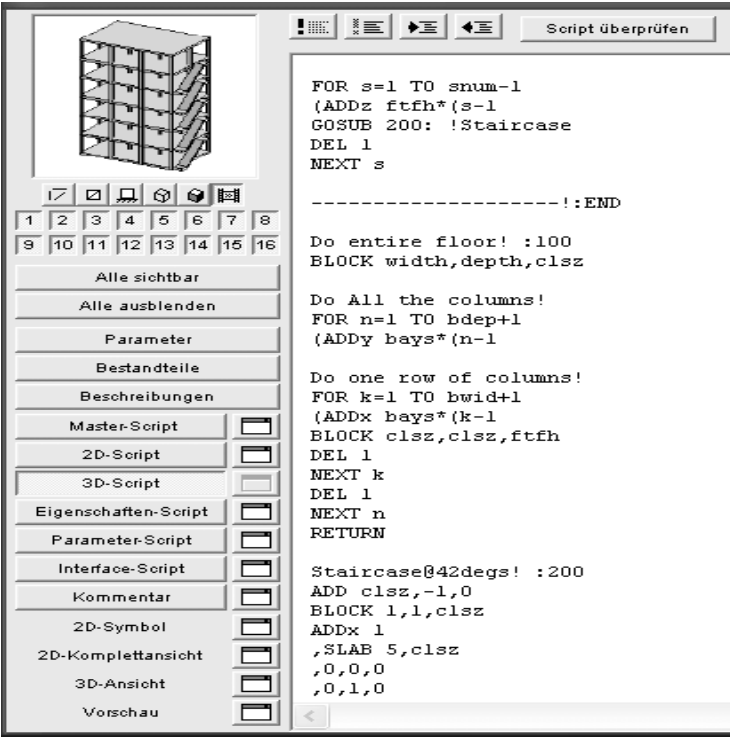 Script überprüfen
1 2 3 4 5 6 7 8
9 10 11 12 13 14 15 16
Alle sichtbar
Alle ausblenden
Parameter
Bestandteile
Beschreibungen
Master-Script
2D-Script
3D-Script
Eigenschaften-Script
Parameter-Script
Interface-Script
Kommentar
2D-Symbol
2D-Komplettansicht
3D-Ansicht
Vorschau
FOR s=1 TO snum-1
(ADDz ftfh*(s-1
GOSUB 200: !Staircase
DEL 1
NEXT s
--------------------!:END
Do entire floor! :100
BLOCK width,depth,clsz
Do All the columns!
FOR n=1 TO bdep+1
(ADDy bays*(n-1
Do one row of columns!
FOR k=1 TO bwid+1
(ADDx bays*(k-1
BLOCK clsz,clsz,ftfh
DEL 1
NEXT k
DEL 1
NEXT n
RETURN
Staircase@42degs! :200
ADD clsz,-1,0
BLOCK 1,1,clsz
ADDx 1
,SLAB 5,clsz
,0,0,0
,0,1,0